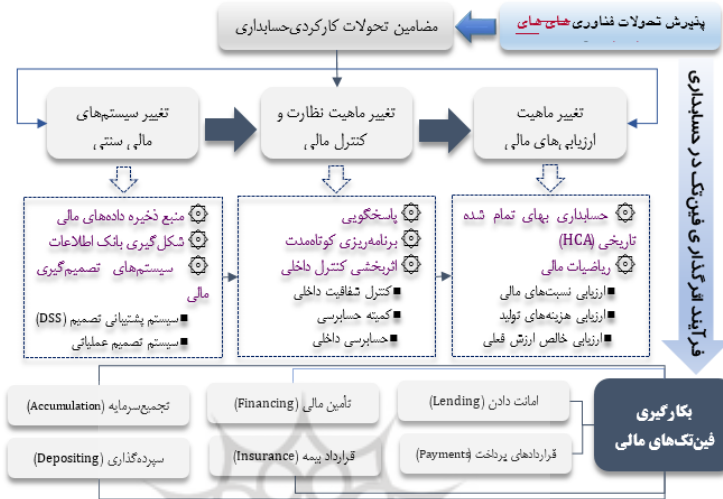 پذیرش تحولات فناوری های های
مضامین تحولات کارکردی‌حسابداری
فرآیند اثرگذاری فین‌تک در حسابداری
تغییر ماهیت
ارزیابی‌های مالی
تغییر ماهیت نظارت و
کنترل مالی
تغییر سیستم‌های
مالی سنتی
حسابداری بهای تمام شده
تاریخی (HCA)
ریاضیات مالی
ارزیابی نسبت‌های مالی
ارزیابی هزینه‌های تولید
ارزیابی خالص ارزش فعلی
پاسخگویی
برنامه‌ریزی کوتاه‌مدت
اثربخشی کنترل داخلی
کنترل شفافیت داخلی
کمیته حسابرسی
حسابرسی داخلی
منبع ذخیره داده‌های مالی
شکل‌گیری بانک اطلاعات
سیستم‌های تصمیم‌گیری
مالی
سیستم پشتیبانی تصمیم (DSS)
سیستم تصمیم عملیاتی
بکارگیری
فین‌تک‌های مالی
امانت دادن (Lending)
تأمین مالی (Financing)
تجمیع‌سرمایه (Accumulation)
قراردادهای پرداخت (Payments)
قرارداد بیمه (Insurance)
سپرده‌گذاری (Depositing)